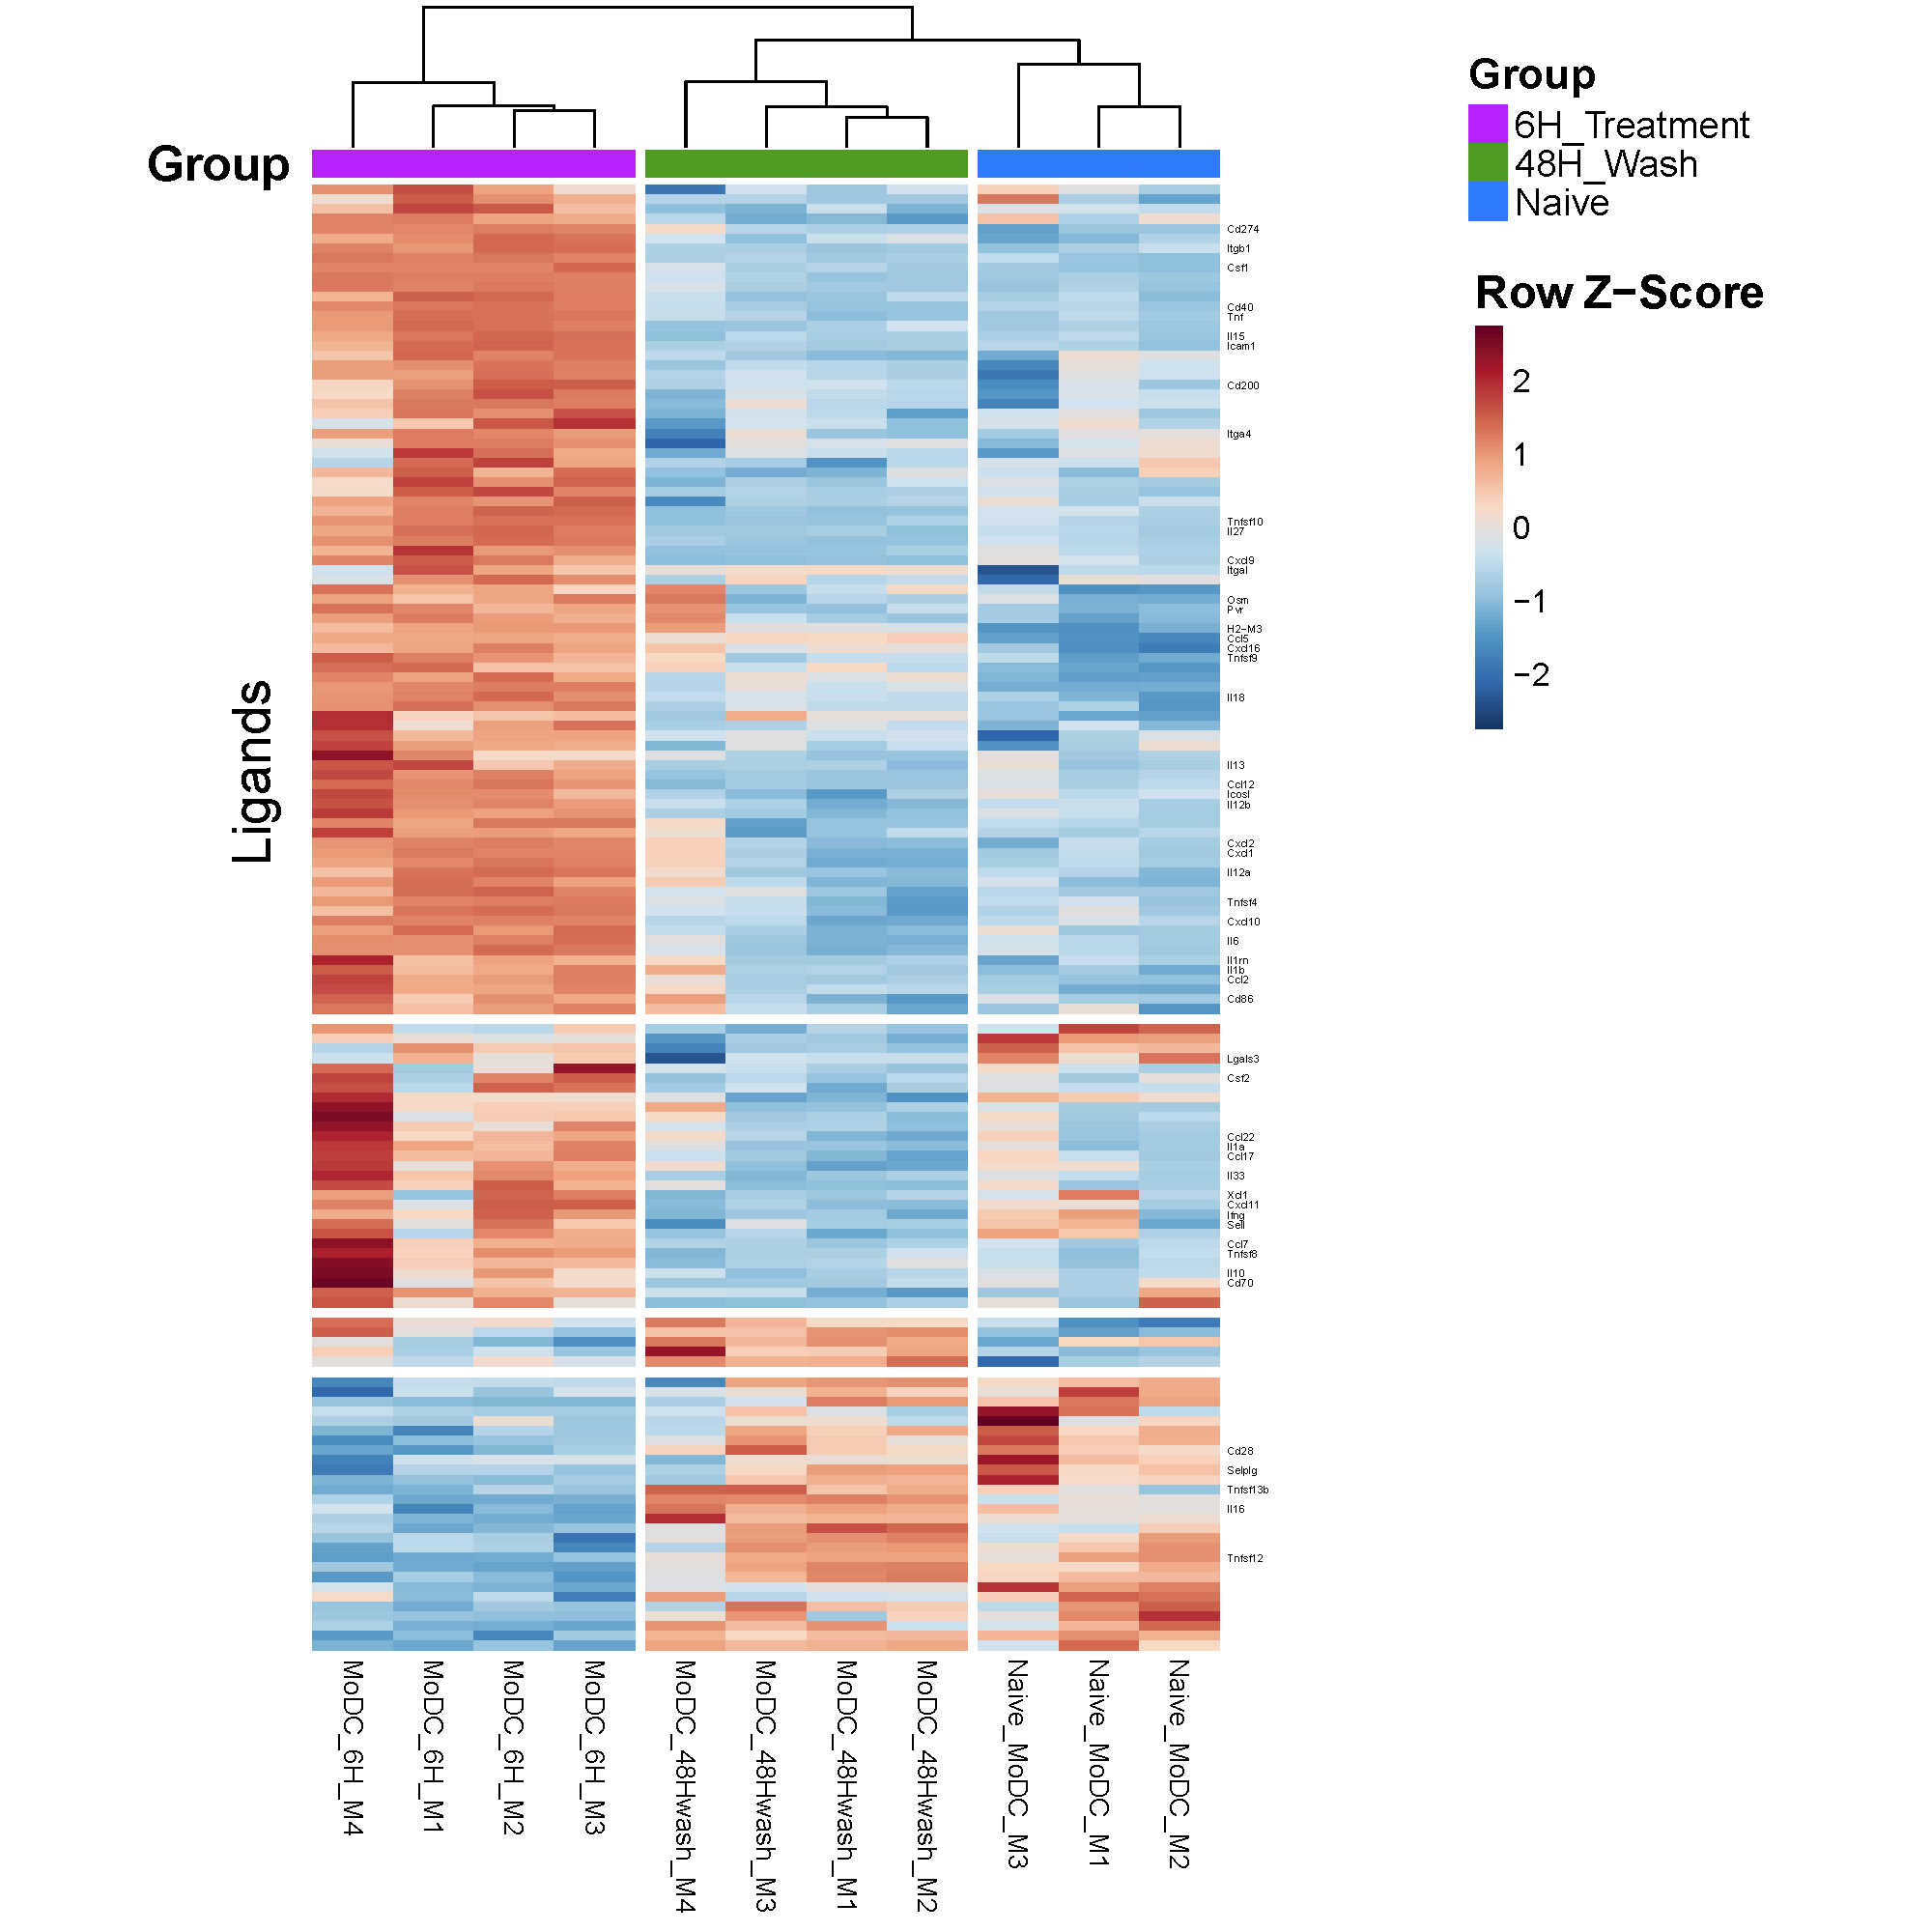 Group
6H_Treatment
48H_Wash
Naive
Row Z−Score
2
1
0
−1
−2
Group
Ligands
Cd274
Itgb1
Csf1
Cd40
Tnf
Il15
Icam1
Cd200
Itga4
Tnfsf10
Il27
Cxcl9
Itgal
Osm
Pvr
H2−M3
Ccl5
Cxcl16
Tnfsf9
Il18
Il13
Ccl12
Icosl
Il12b
Cxcl2
Cxcl1
Il12a
Tnfsf4
Cxcl10
Il6
Il1rn
Il1b
Ccl2
Cd86
Lgals3
Csf2
Ccl22
Il1a
Ccl17
Il33
Xcl1
Cxcl11
Ifng
Sell
Ccl7
Tnfsf8
Il10
Cd70
Cd28
Selplg
Tnfsf13b
Il16
Tnfsf12
MoDC_6H_M4
MoDC_6H_M1
MoDC_6H_M2
MoDC_6H_M3
MoDC_48Hwash_M4
MoDC_48Hwash_M3
MoDC_48Hwash_M1
MoDC_48Hwash_M2
Naive_MoDC_M3
Naive_MoDC_M1
Naive_MoDC_M2